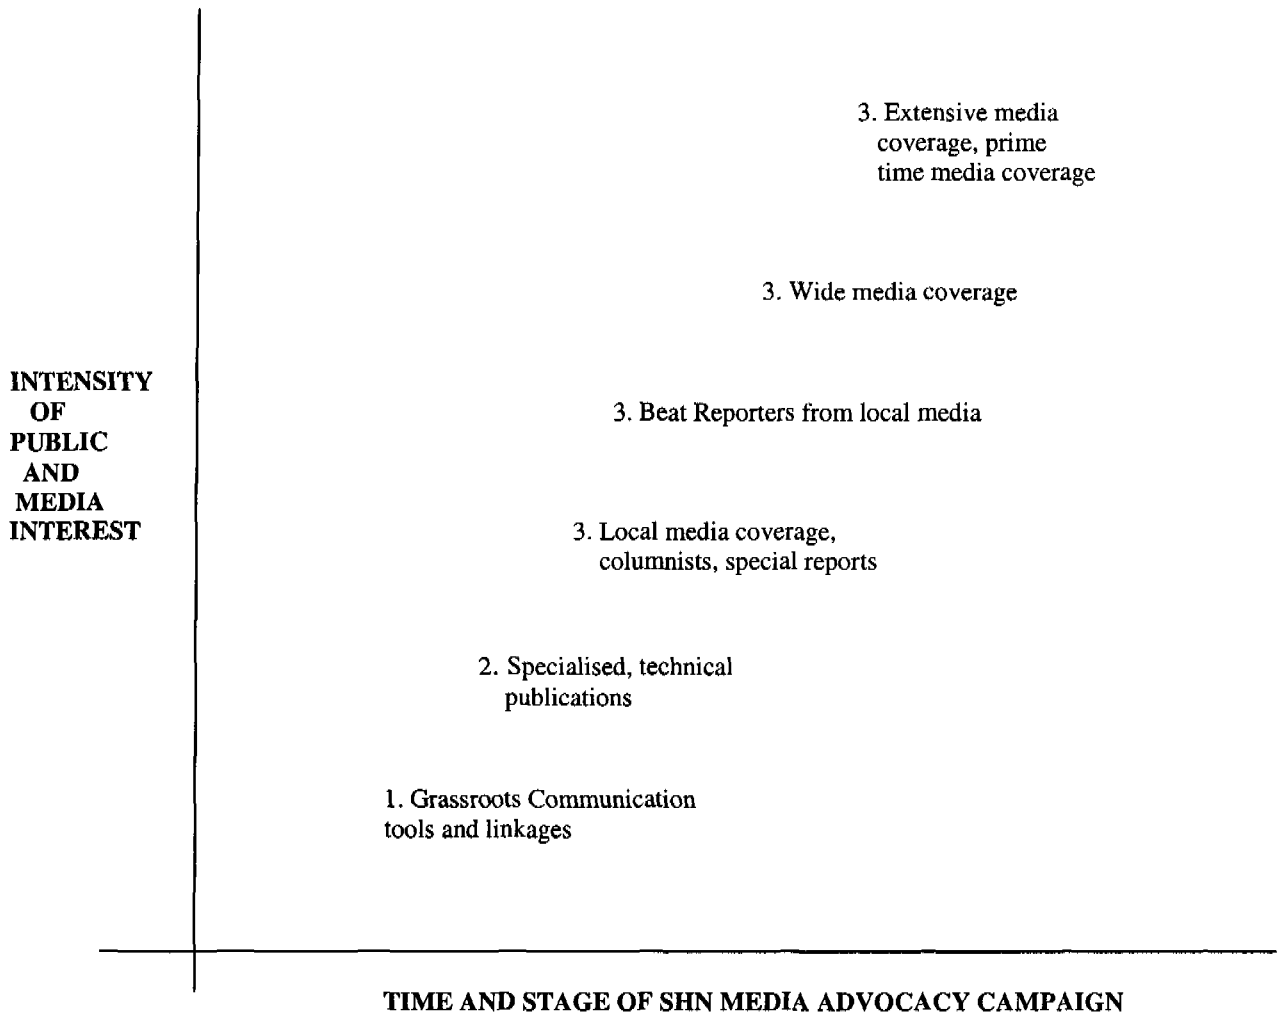 3. Extensive media
coverage, prime
time media coverage
3. Wide media coverage
INTENSITY
OF
PUBLIC
AND
MEDIA
INTEREST
3. Beat Reporters from local media
3. Local media coverage,
columnists, special reports
2. Specialised, technical
publications
1. Grassroots Communication
tools and linkages
TIME AND STAGE OF SHN MEDIA ADVOCACY CAMPAIGN